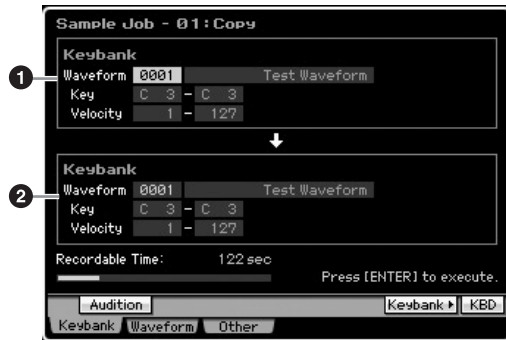 Sample Job - 01:Copy
Keybank
1
Waveform 0001 Test Waveform
Key C 3 - C 3
Velocity 1 - 127
Keybank
2
Waveform 0001 Test Waveform
Key C 3 - C 3
Velocity 1 - 127
Recordable Time: 122 sec
Press [ENTER] to execute.
Audition Keybank KBD
Keybank Waveform Other